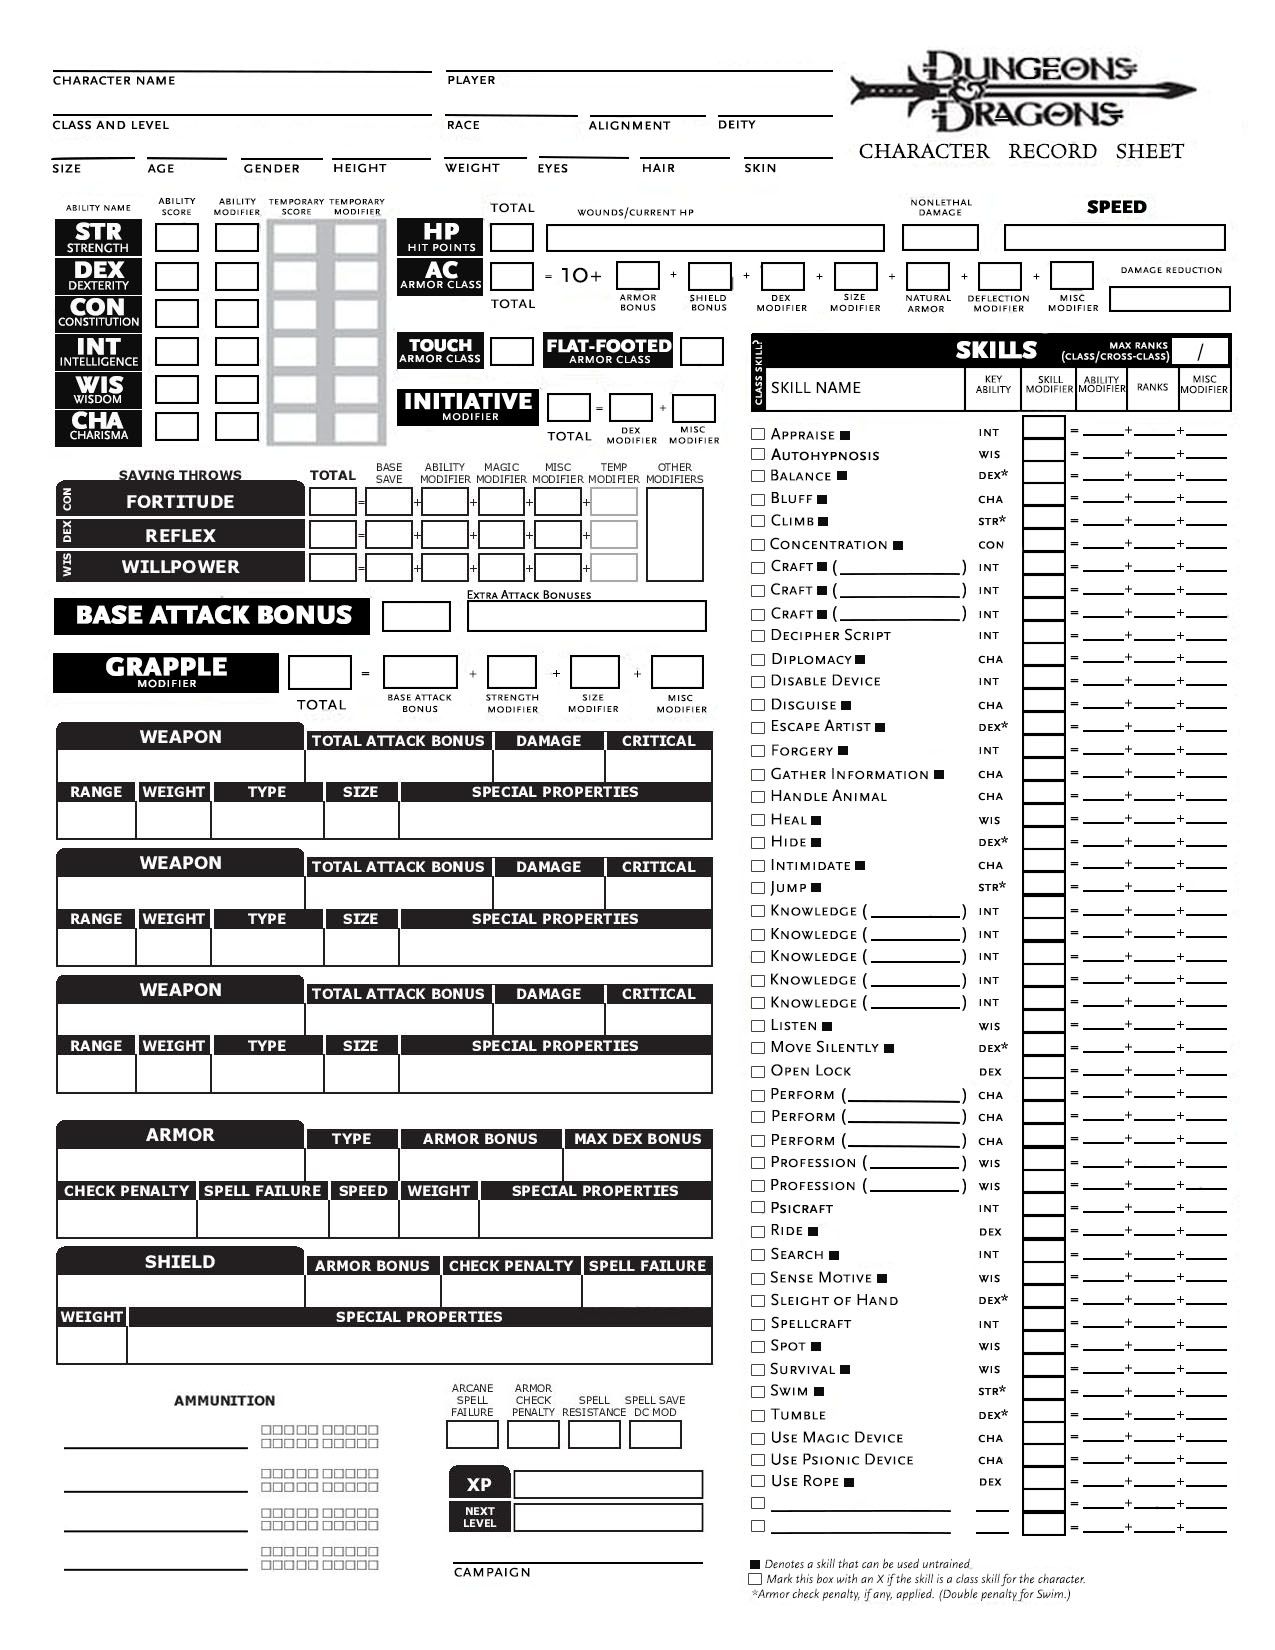 DUNGEONS
&
DRAGONS
CHARACTER RECORD SHEET
CHARACTER NAME PLAYER
CLASS AND LEVEL RACE ALIGNMENT DEITY
SIZE AGE GENDER HEIGHT WEIGHT EYES HAIR SKIN
ABILITY NAME ABILITY SCORE ABILITY MODIFIER TEMPORARY SCORE TEMPORARY MODIFIER
STR
STRENGTH
DEX
DEXTERITY
CON
CONSTITUTION
INT
INTELLIGENCE
WIS
WISDOM
CHA
CHARISMA
TOTAL WOUNDS/CURRENT HP NONLETHAL DAMAGE SPEED
HP
HIT POINTS
AC
ARMOR CLASS
= 10+ + + + + + +
TOTAL ARMOR BONUS SHIELD BONUS DEX MODIFIER SIZE MODIFIER NATURAL ARMOR DEFLECTION MODIFIER MISC MODIFIER
DAMAGE REDUCTION
TOUCH
ARMOR CLASS
FLAT-FOOTED
ARMOR CLASS
INITIATIVE
MODIFIER
= +
TOTAL DEX MODIFIER MISC MODIFIER
SAVING THROWS TOTAL BASE SAVE ABILITY MODIFIER MAGIC MODIFIER MISC MODIFIER TEMP MODIFIER OTHER MODIFIERS
CON FORTITUDE = + + + +
DEX REFLEX = + + + +
WIS WILLPOWER = + + + +
BASE ATTACK BONUS
EXTRA ATTACK BONUSES
GRAPPLE
MODIFIER
= + + +
TOTAL BASE ATTACK BONUS STRENGTH MODIFIER SIZE MODIFIER MISC MODIFIER
WEAPON TOTAL ATTACK BONUS DAMAGE CRITICAL
RANGE WEIGHT TYPE SIZE SPECIAL PROPERTIES
WEAPON TOTAL ATTACK BONUS DAMAGE CRITICAL
RANGE WEIGHT TYPE SIZE SPECIAL PROPERTIES
WEAPON TOTAL ATTACK BONUS DAMAGE CRITICAL
RANGE WEIGHT TYPE SIZE SPECIAL PROPERTIES
ARMOR TYPE ARMOR BONUS MAX DEX BONUS
CHECK PENALTY SPELL FAILURE SPEED WEIGHT SPECIAL PROPERTIES
SHIELD ARMOR BONUS CHECK PENALTY SPELL FAILURE
WEIGHT SPECIAL PROPERTIES
AMMUNITION
ARCANE SPELL FAILURE ARMOR CHECK PENALTY SPELL RESISTANCE SPELL SAVE DC MOD
XP
NEXT LEVEL
CAMPAIGN
CLASS SKILL?
SKILLS MAX RANKS (CLASS/CROSS-CLASS) /
SKILL NAME KEY ABILITY SKILL MODIFIER ABILITY MODIFIER RANKS MISC MODIFIER
□ APPRAISE ■ INT = + +
□ AUTOHYPNOSIS WIS = + +
□ BALANCE ■ DEX* = + +
□ BLUFF ■ CHA = + +
□ CLIMB ■ STR* = + +
□ CONCENTRATION ■ CON = + +
□ CRAFT ■ ( ) INT = + +
□ CRAFT ■ ( ) INT = + +
□ CRAFT ■ ( ) INT = + +
□ DECIPHER SCRIPT INT = + +
□ DIPLOMACY ■ CHA = + +
□ DISABLE DEVICE INT = + +
□ DISGUISE ■ CHA = + +
□ ESCAPE ARTIST ■ DEX* = + +
□ FORGERY ■ INT = + +
□ GATHER INFORMATION ■ CHA = + +
□ HANDLE ANIMAL CHA = + +
□ HEAL ■ WIS = + +
□ HIDE ■ DEX* = + +
□ INTIMIDATE ■ CHA = + +
□ JUMP ■ STR* = + +
□ KNOWLEDGE ( ) INT = + +
□ KNOWLEDGE ( ) INT = + +
□ KNOWLEDGE ( ) INT = + +
□ KNOWLEDGE ( ) INT = + +
□ KNOWLEDGE ( ) INT = + +
□ LISTEN ■ WIS = + +
□ MOVE SILENTLY ■ DEX* = + +
□ OPEN LOCK DEX = + +
□ PERFORM ( ) CHA = + +
□ PERFORM ( ) CHA = + +
□ PERFORM ( ) CHA = + +
□ PROFESSION ( ) WIS = + +
□ PROFESSION ( ) WIS = + +
□ PSICRAFT INT = + +
□ RIDE ■ DEX = + +
□ SEARCH ■ INT = + +
□ SENSE MOTIVE ■ WIS = + +
□ SLEIGHT OF HAND DEX* = + +
□ SPELLCRAFT INT = + +
□ SPOT ■ WIS = + +
□ SURVIVAL ■ WIS = + +
□ SWIM ■ STR* = + +
□ TUMBLE DEX* = + +
□ USE MAGIC DEVICE CHA = + +
□ USE PSIONIC DEVICE CHA = + +
□ USE ROPE ■ DEX = + +
□ = + +
□ = + +
■ Denotes a skill that can be used untrained.
□ Mark this box with an X if the skill is a class skill for the character.
*Armor check penalty, if any, applied. (Double penalty for Swim.)